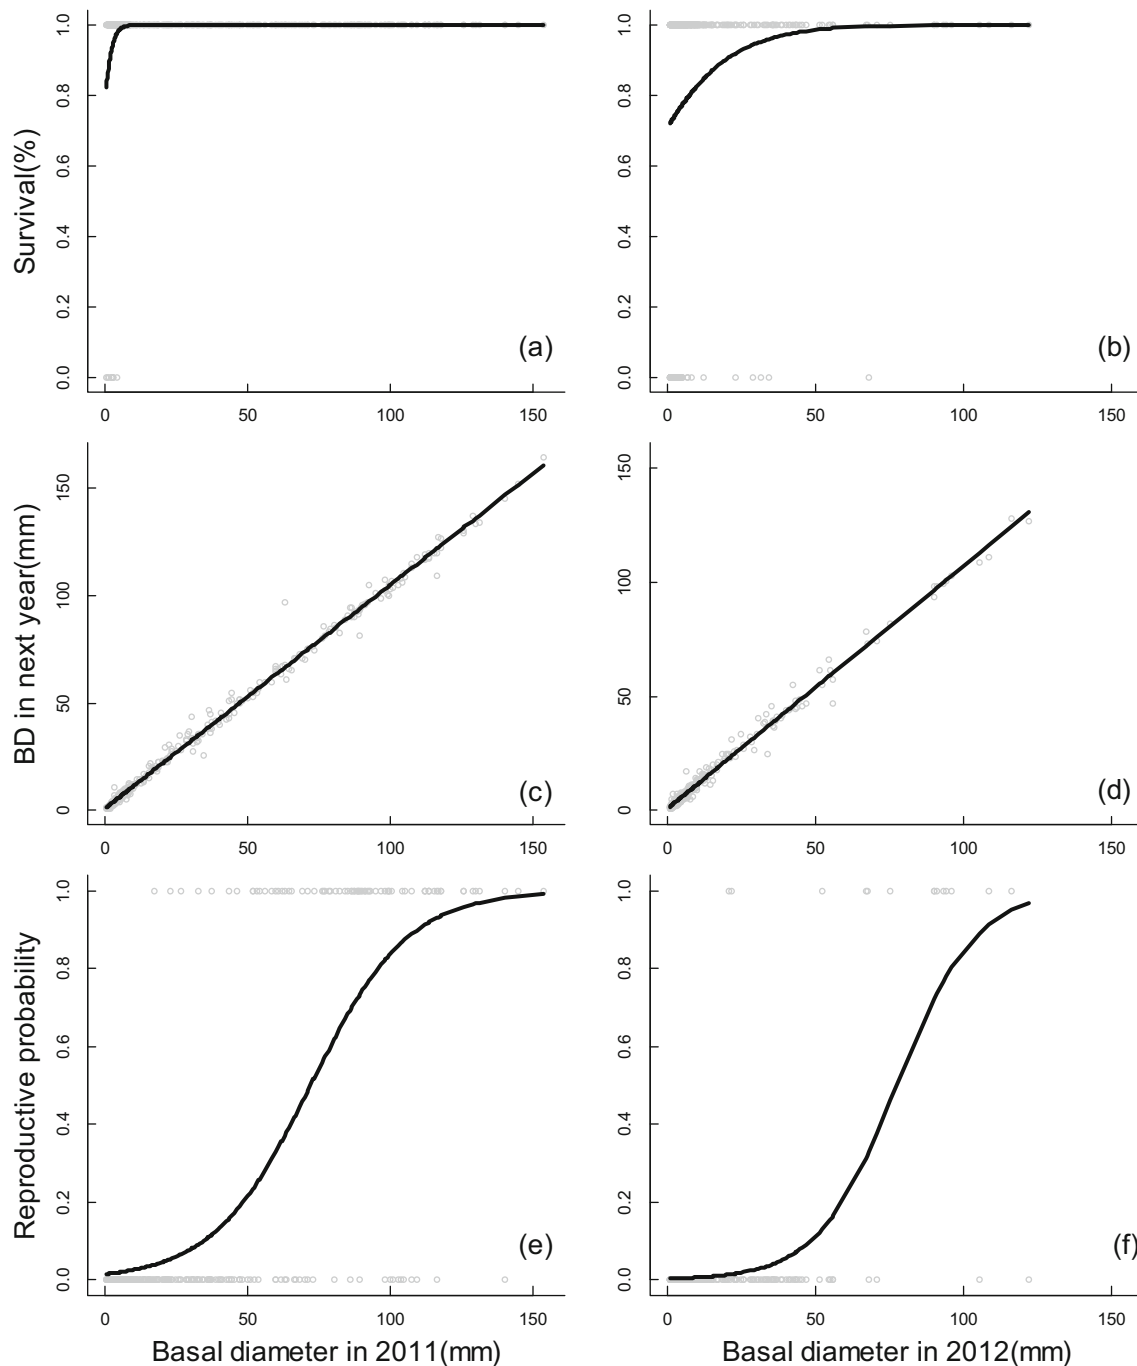 Survival(%)
0.0 0.2 0.4 0.6 0.8 1.0
(a)
0 50 100 150
0.0 0.2 0.4 0.6 0.8 1.0
(b)
0 50 100 150
BD in next year(mm)
0 50 100 150
(c)
0 50 100 150
0 50 100 150
(d)
0 50 100 150
Reproductive probability
0.0 0.2 0.4 0.6 0.8 1.0
(e)
0 50 100 150
Basal diameter in 2011(mm)
0.0 0.2 0.4 0.6 0.8 1.0
(f)
0 50 100 150
Basal diameter in 2012(mm)